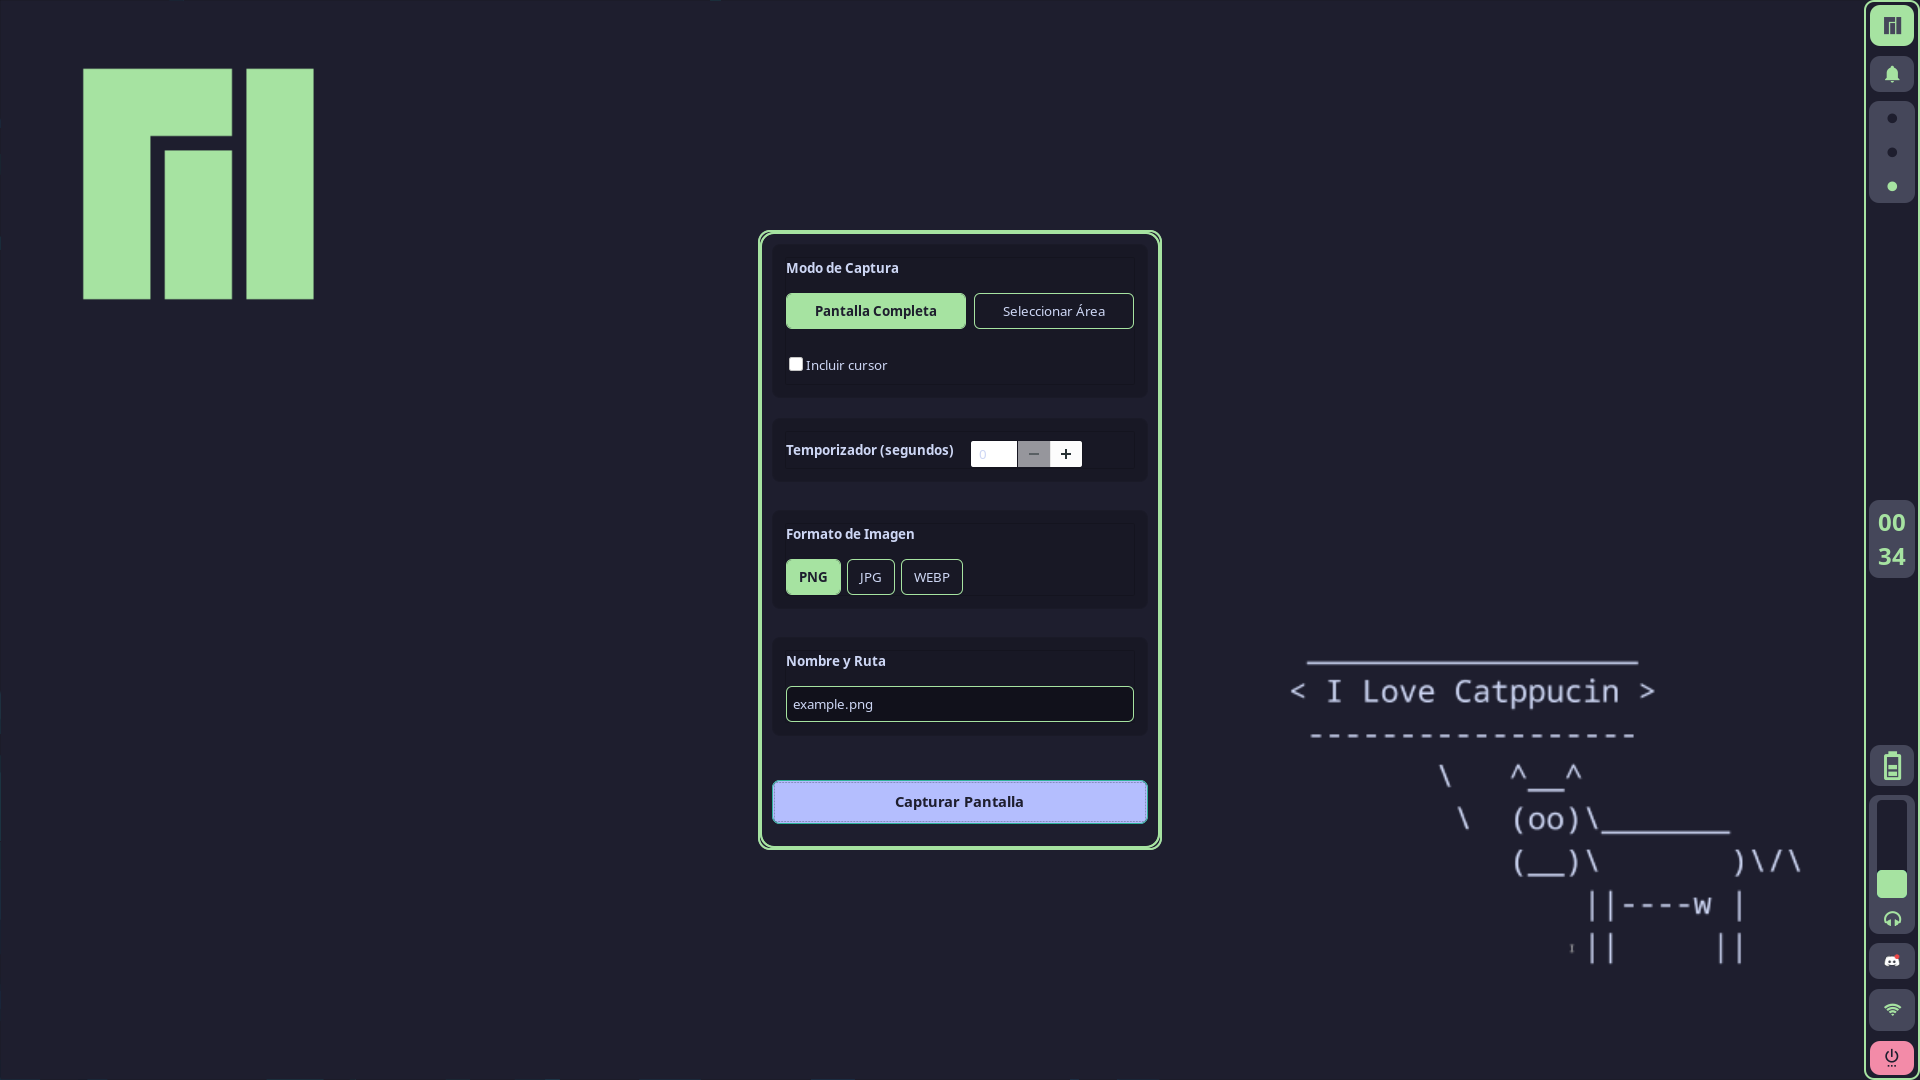 Modo de Captura
Pantalla Completa
Seleccionar Área
Incluir cursor
Temporizador (segundos)
0
Formato de Imagen
PNG
JPG
WEBP
Nombre y Ruta
example.png
Capturar Pantalla
00
34
< I Love Catppucin >
------------------
\ ^__^
\ (oo)\_______
(__)\ )\/\
||----w |
|| ||